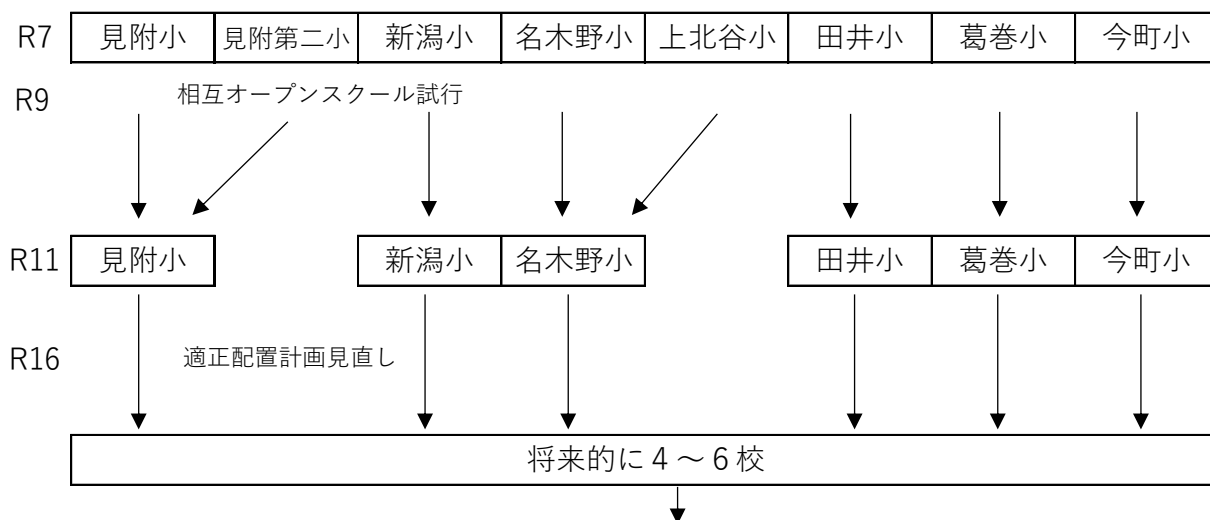 R7 見附小 見附第二小 新潟小 名木野小 上北谷小 田井小 葛巻小 今町小
R9 相互オープンスクール試行
R11 見附小 新潟小 名木野小 田井小 葛巻小 今町小
R16 適正配置計画見直し
将来的に4～6校